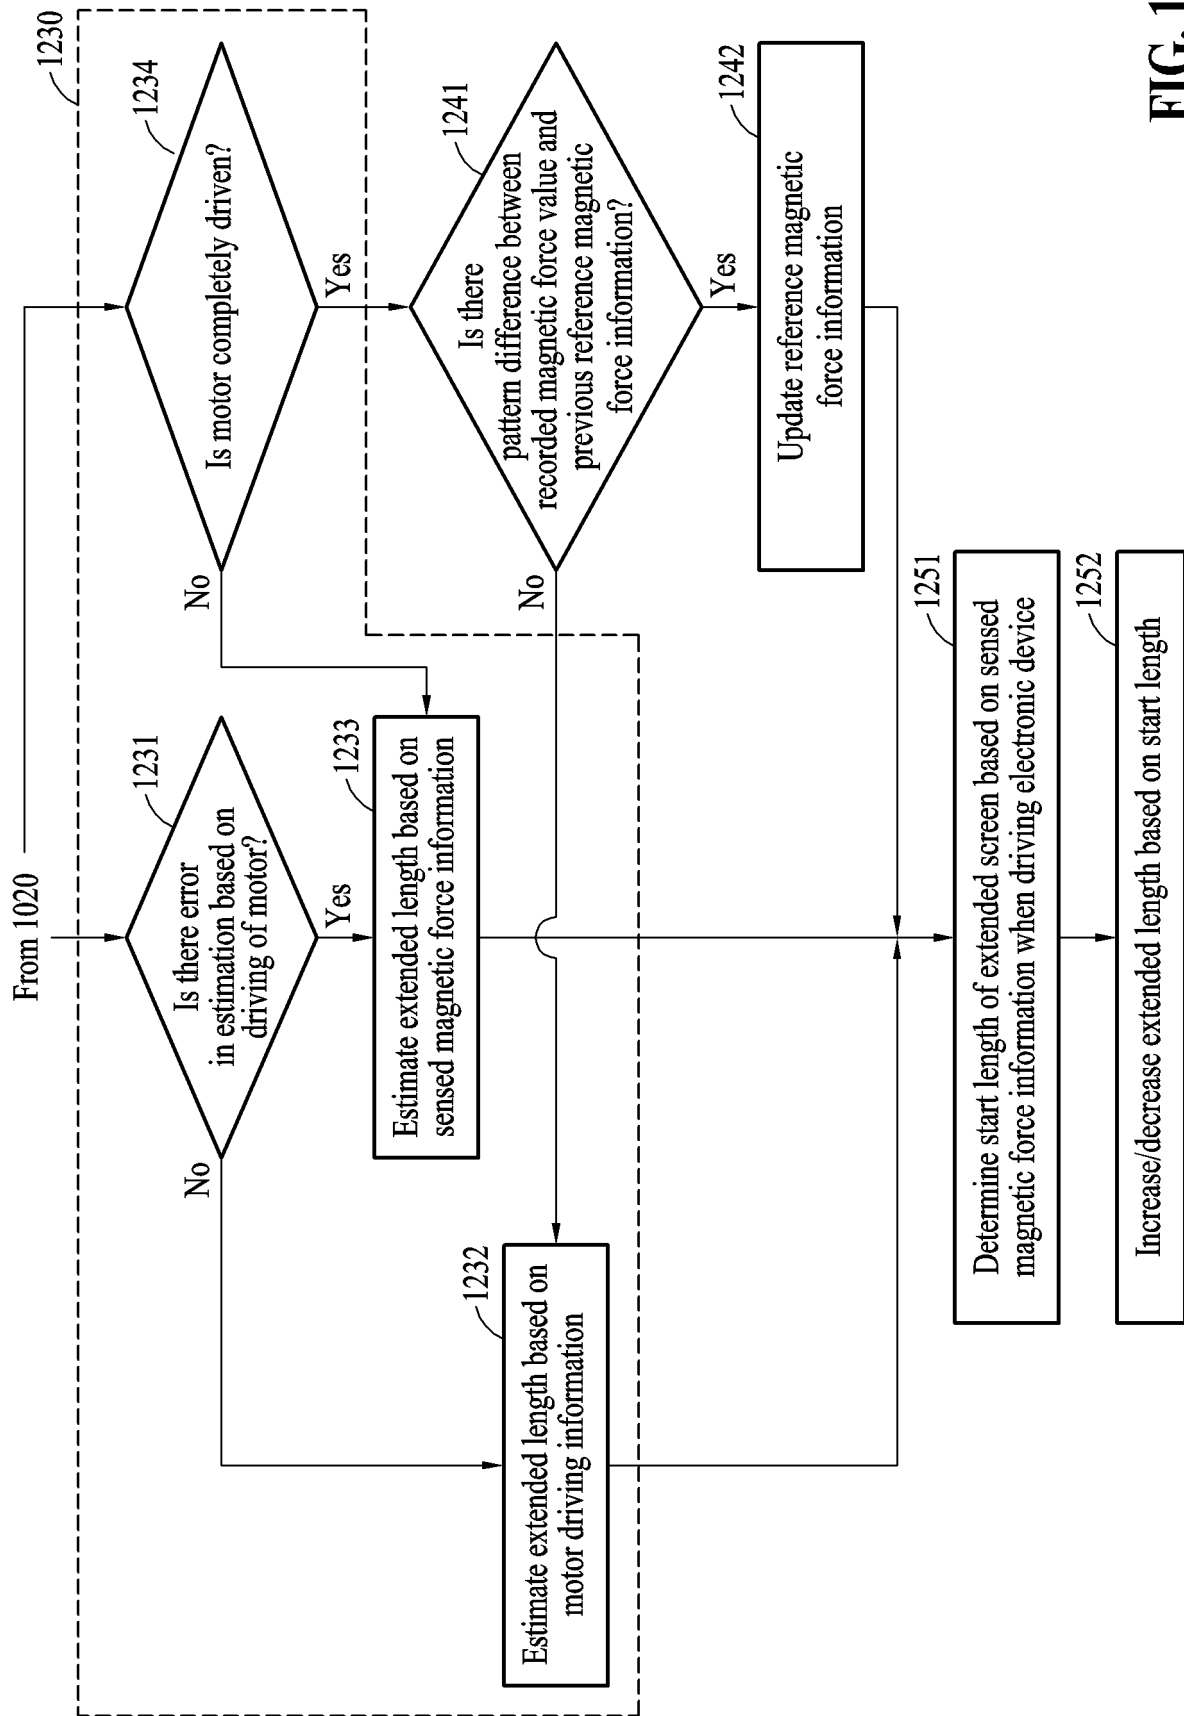 From 1020
1230
1231
Is there error
in estimation based on
driving of motor?
No
Yes
1234
Is motor completely driven?
No
Yes
1233
Estimate extended length based on
sensed magnetic force information
1232
Estimate extended length based on
motor driving information
1241
Is there
pattern difference between
recorded magnetic force value and
previous reference magnetic
force information?
No
Yes
1242
Update reference magnetic
force information
1251
Determine start length of extended screen based on sensed
magnetic force information when driving electronic device
1252
Increase/decrease extended length based on start length
FIG. 1